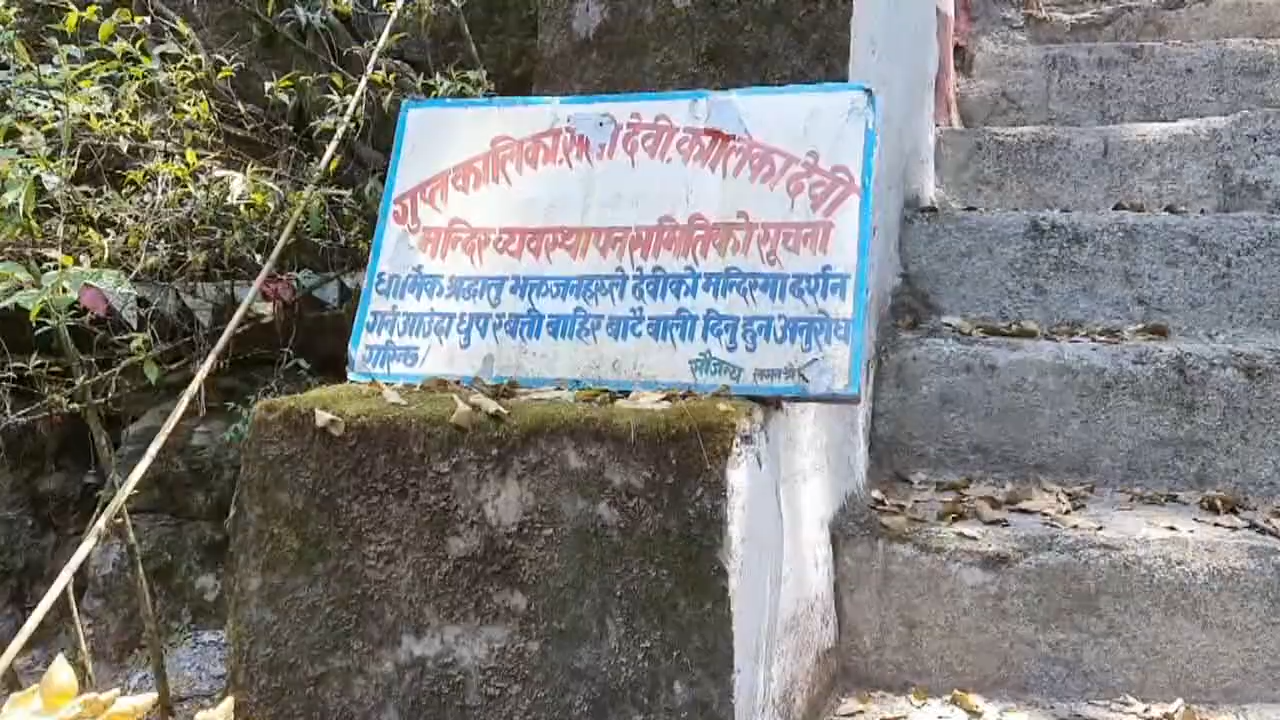 गुप्त कालिका, देवी, कालिका देवी
मन्दिर व्यवस्थापन समितिको सूचना
धार्मिक श्रद्धालु भक्तजनहरुले देवीको मन्दिरमा दर्शन
गर्न आउंदा धुप र बत्ती बाहिर बाटै बाली दिनु हुन अनुरोध
गरिन्छ।
सौजन्य